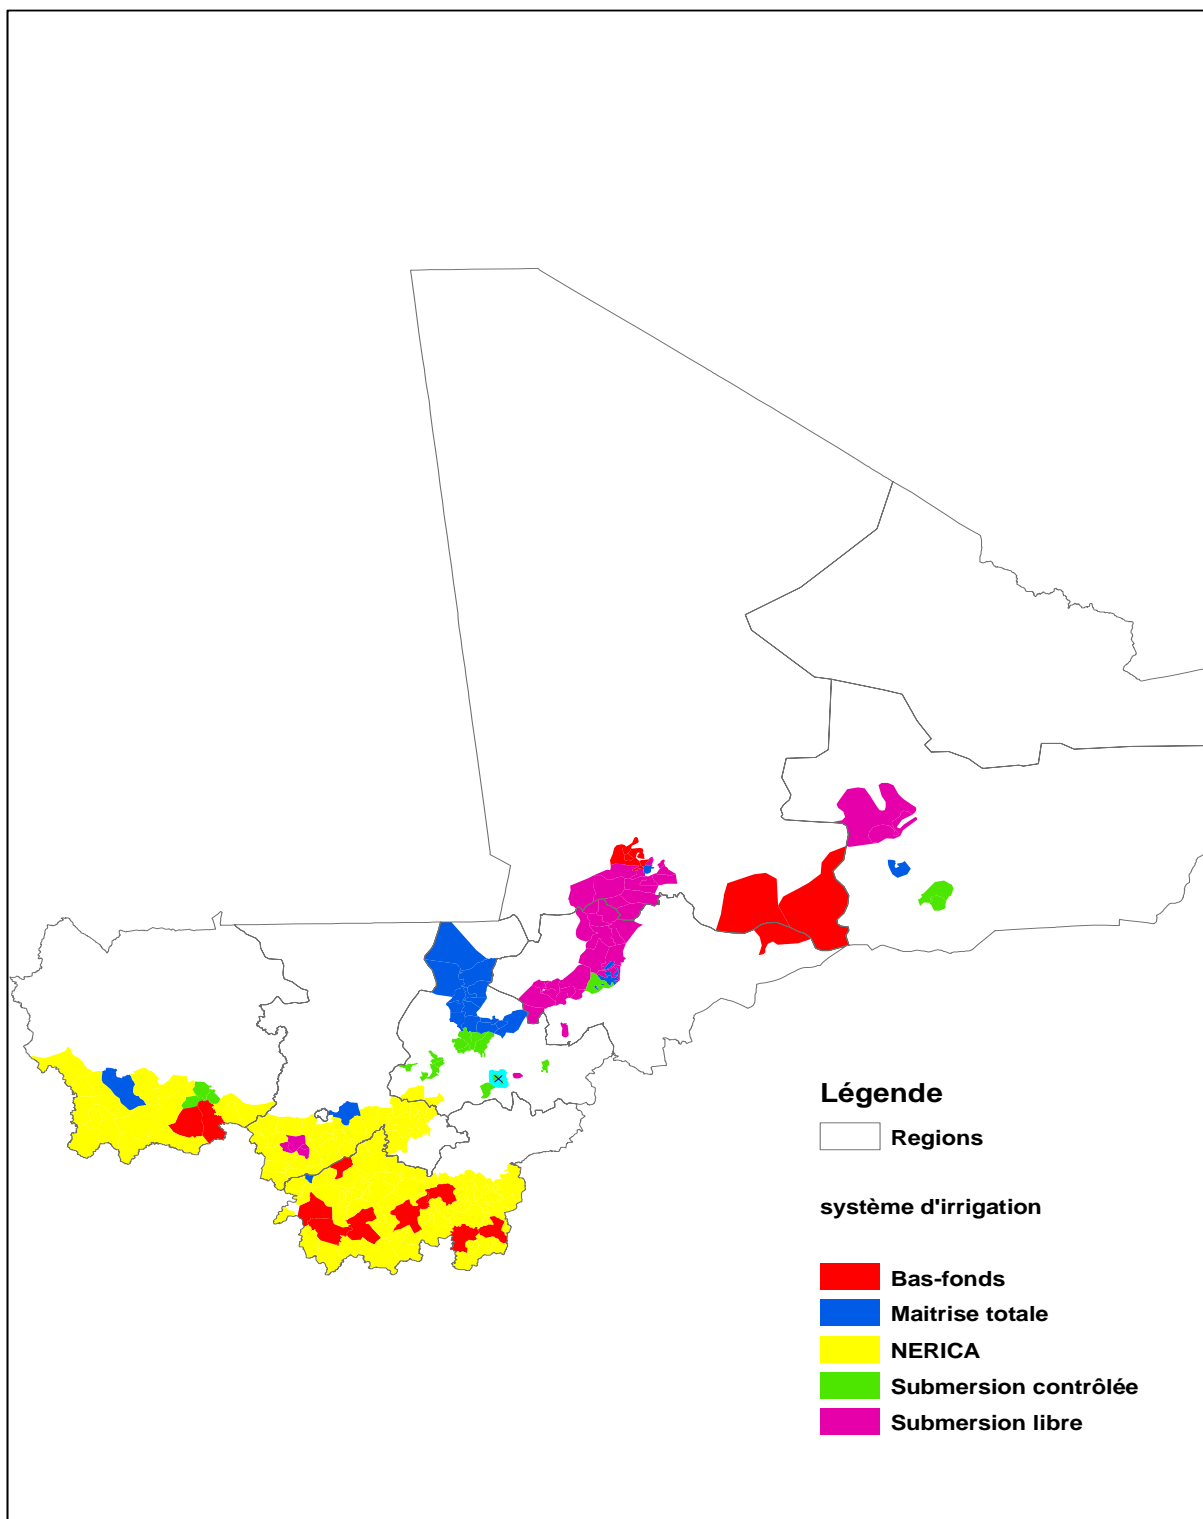 Légende
Regions
système d'irrigation
Bas-fonds
Maitrise totale
NERICA
Submersion contrôlée
Submersion libre